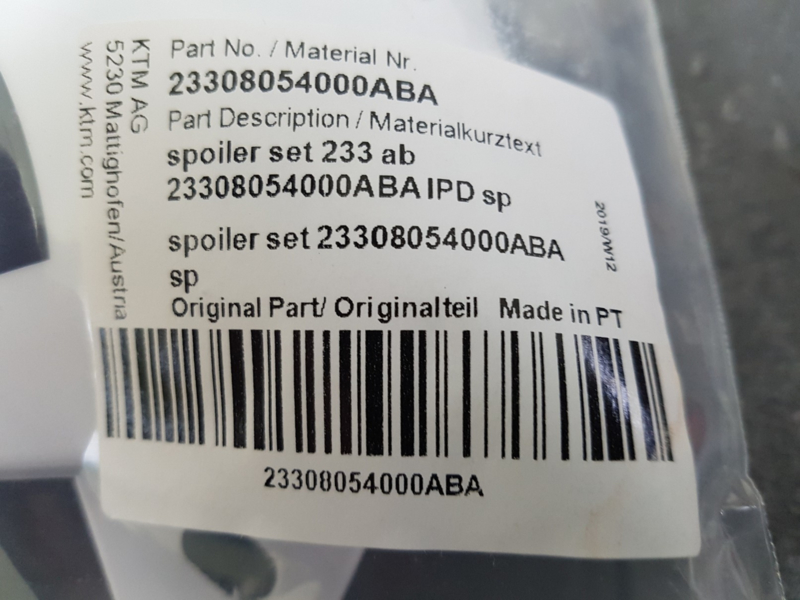 Part No. / Material Nr.
23308054000ABA
Part Description / Materialkurztext
spoiler set 233 ab
23308054000ABA IPD sp
spoiler set 23308054000ABA
sp
Original Part/ Originalteil Made in PT
23308054000ABA
KTM AG
5230 Mattighofen/Austria
www.ktm.com
2019/W12